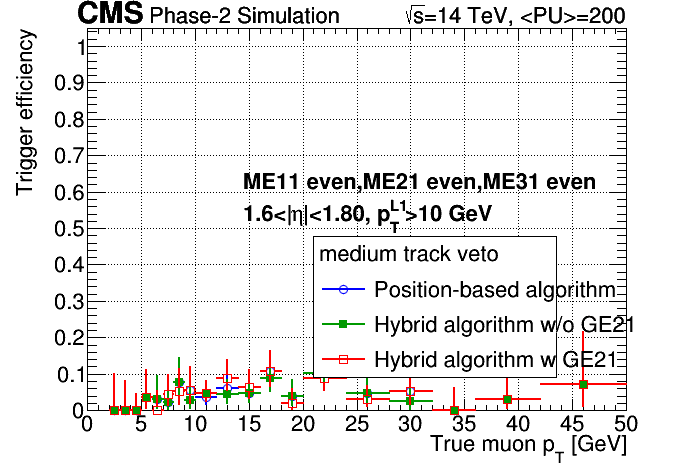 CMS Phase-2 Simulation √s=14 TeV, <PU>=200
Trigger efficiency
1
0.9
0.8
0.7
0.6
0.5
0.4
0.3
0.2
0.1
0
ME11 even,ME21 even,ME31 even
1.6<|η|<1.80, p_T^L1>10 GeV
medium track veto
Position-based algorithm
Hybrid algorithm w/o GE21
Hybrid algorithm w GE21
0 5 10 15 20 25 30 35 40 45 50
True muon p_T [GeV]